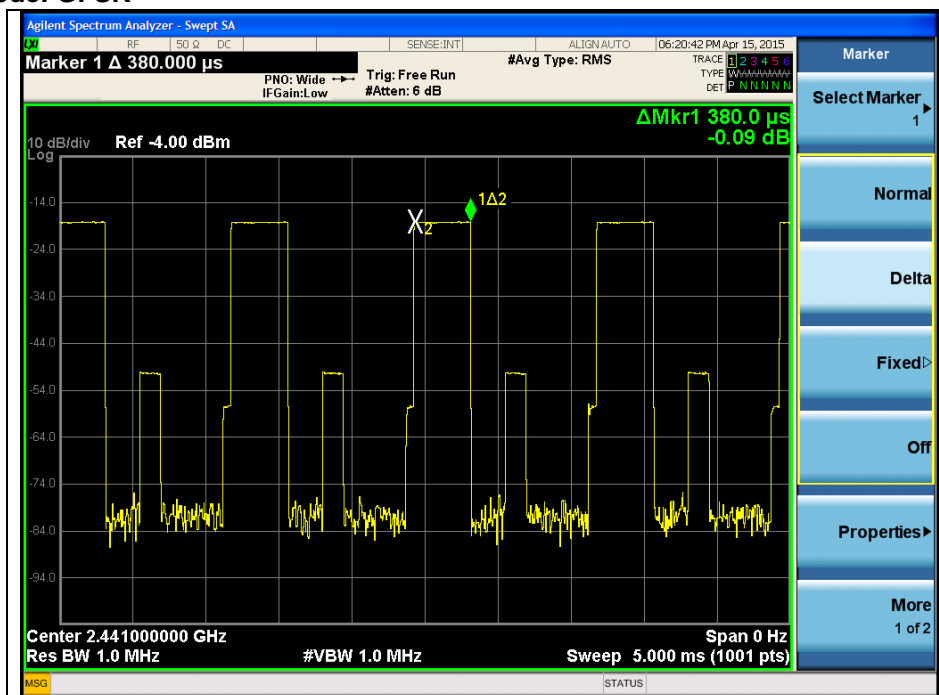 Agilent Spectrum Analyzer - Swept SA
LXI RF 50 Ω DC SENSE:INT ALIGN AUTO 06:20:42 PM Apr 15, 2015
Marker 1 Δ 380.000 µs
PNO: Wide
IFGain:Low
Trig: Free Run
#Atten: 6 dB
#Avg Type: RMS
TRACE 1 2 3 4 5 6
TYPE W
DET P N N N N N
ΔMkr1 380.0 µs
-0.09 dB
10 dB/div Ref -4.00 dBm
Log
1Δ2
-14.0
X2
-24.0
-34.0
-44.0
-54.0
-64.0
-74.0
-84.0
-94.0
Center 2.441000000 GHz Span 0 Hz
Res BW 1.0 MHz #VBW 1.0 MHz Sweep 5.000 ms (1001 pts)
MSG STATUS
Marker
Select Marker
1
Normal
Delta
Fixed
Off
Properties
More
1 of 2